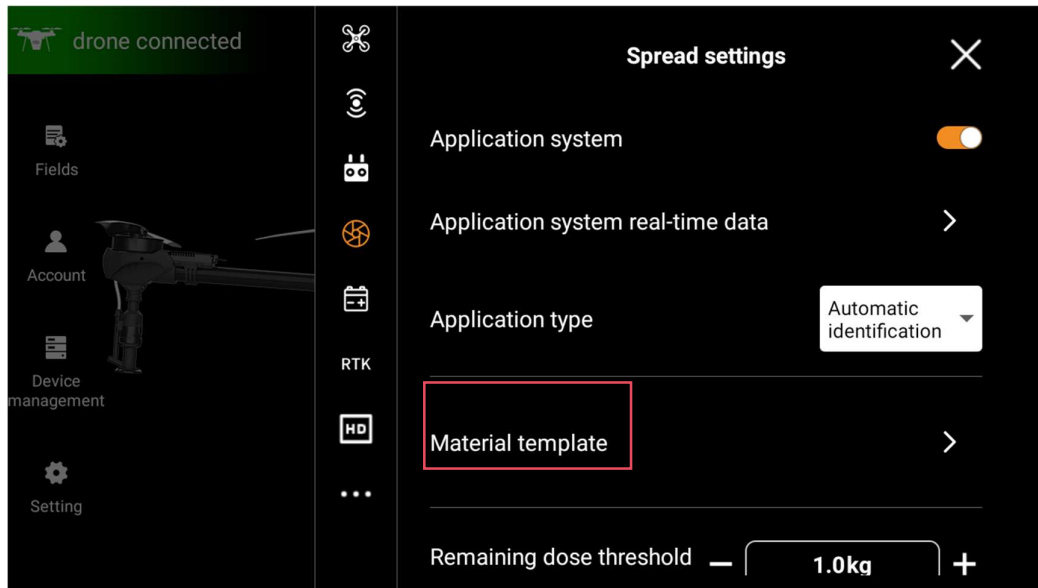 drone connected
Fields
Account
Device
management
Setting
RTK
HD
Spread settings
Application system
Application system real-time data
Application type
Automatic
identification
Material template
Remaining dose threshold
1.0kg